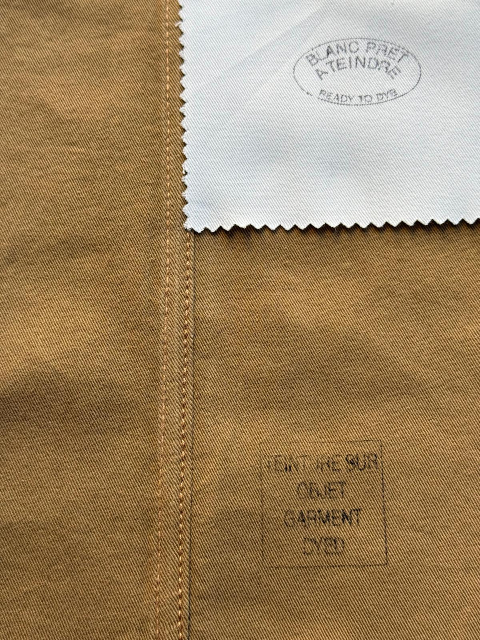 BLANC PRET
A TEINDRE
READY TO DYE
TEINTURE SUR
OBJET
GARMENT
DYED